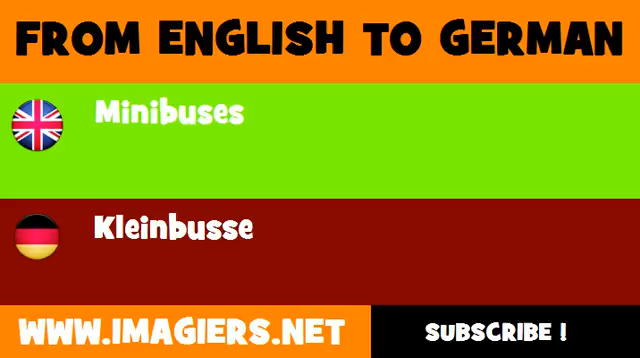 FROM ENGLISH TO GERMAN
Minibuses
Kleinbusse
WWW.IMAGIERS.NET
SUBSCRIBE !